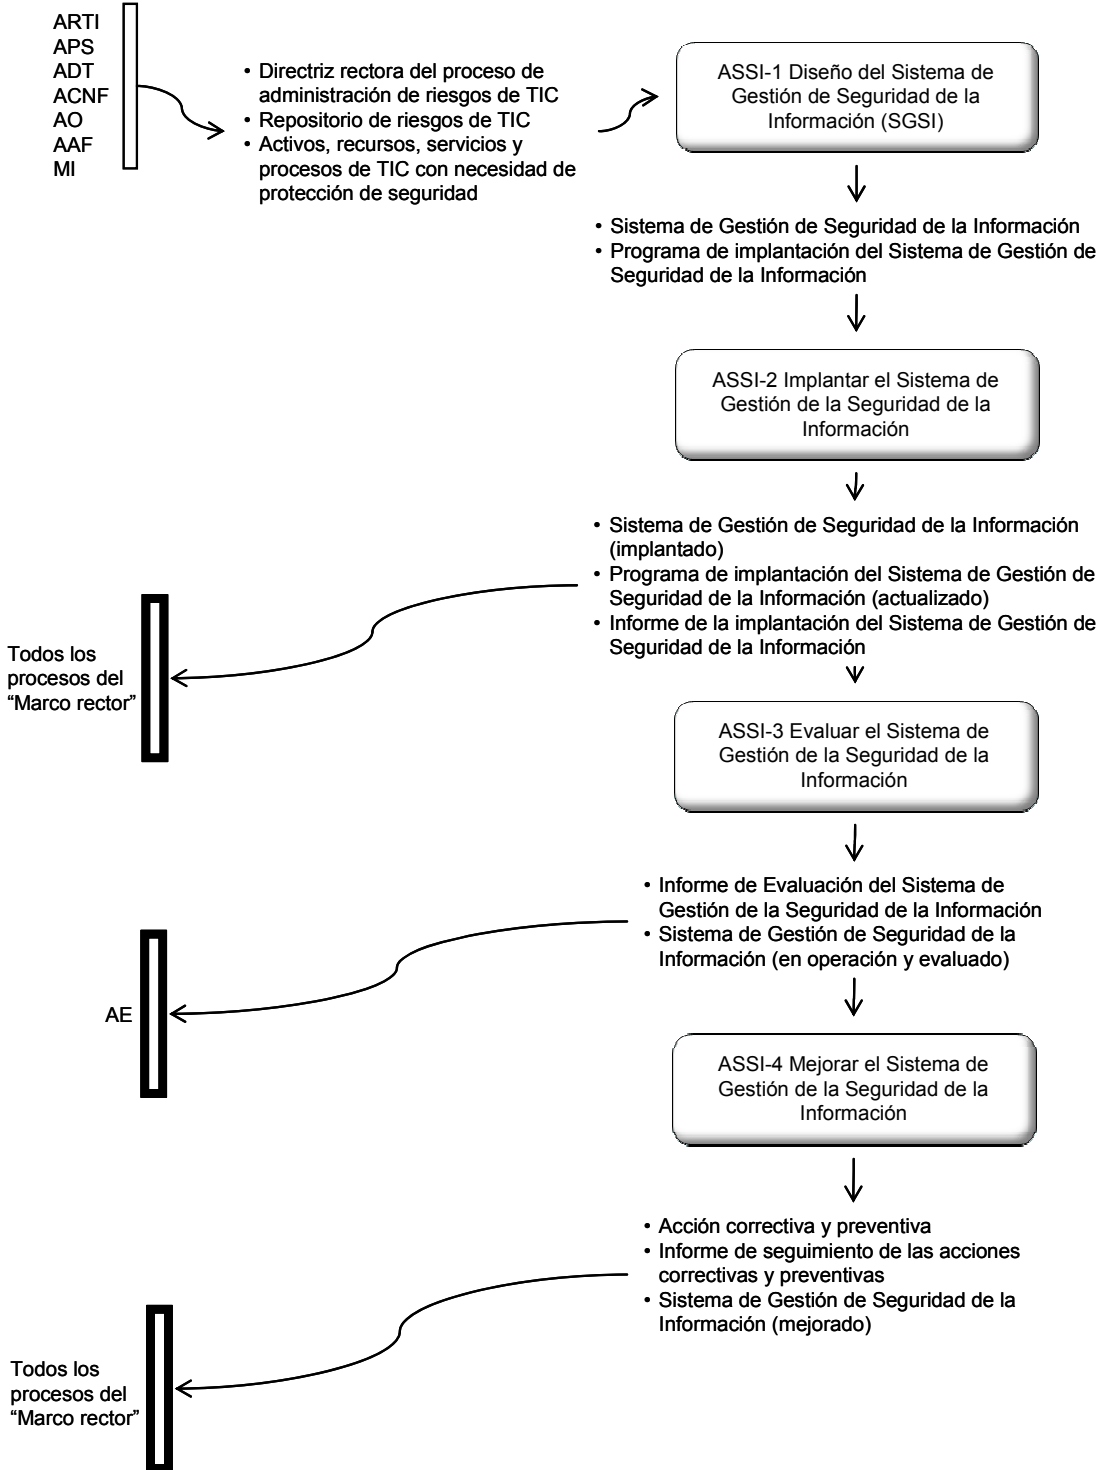 ARTI
APS
ADT
ACNF
AO
AAF
MI
• Directriz rectora del proceso de
administración de riesgos de TIC
• Repositorio de riesgos de TIC
• Activos, recursos, servicios y
procesos de TIC con necesidad de
protección de seguridad
ASSI-1 Diseño del Sistema de
Gestión de Seguridad de la
Información (SGSI)
• Sistema de Gestión de Seguridad de la Información
• Programa de implantación del Sistema de Gestión de
Seguridad de la Información
ASSI-2 Implantar el Sistema de
Gestión de la Seguridad de la
Información
• Sistema de Gestión de Seguridad de la Información
(implantado)
• Programa de implantación del Sistema de Gestión de
Seguridad de la Información (actualizado)
• Informe de la implantación del Sistema de Gestión de
Seguridad de la Información
Todos los
procesos del
“Marco rector”
ASSI-3 Evaluar el Sistema de
Gestión de la Seguridad de la
Información
• Informe de Evaluación del Sistema de
Gestión de la Seguridad de la Información
• Sistema de Gestión de Seguridad de la
Información (en operación y evaluado)
AE
ASSI-4 Mejorar el Sistema de
Gestión de la Seguridad de la
Información
• Acción correctiva y preventiva
• Informe de seguimiento de las acciones
correctivas y preventivas
• Sistema de Gestión de Seguridad de la
Información (mejorado)
Todos los
procesos del
“Marco rector”